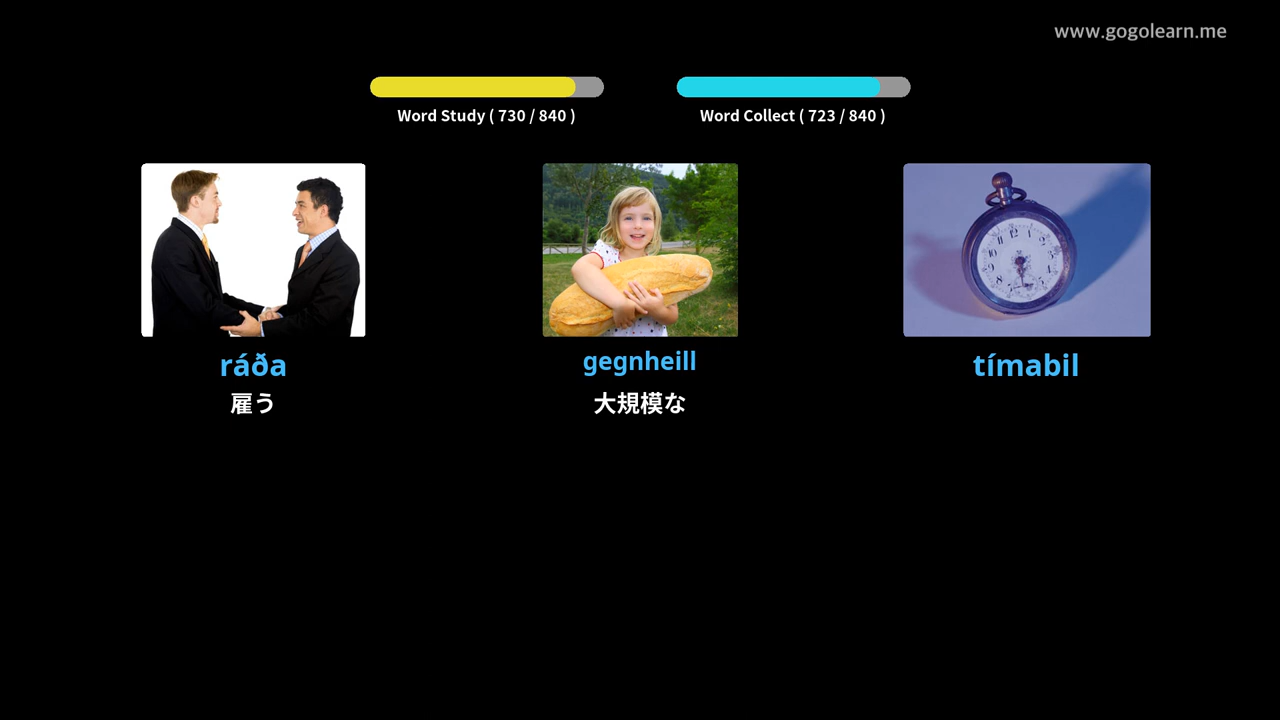 www.gogolearn.me
Word Study ( 730 / 840 )
Word Collect ( 723 / 840 )
ráða
雇う
gegnheill
大規模な
tímabil